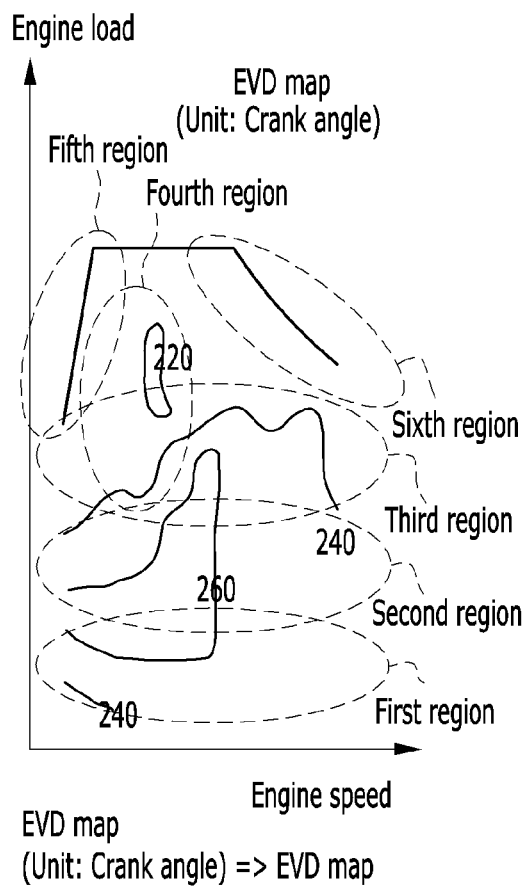 Engine load
EVD map
(Unit: Crank angle)
Fifth region
Fourth region
220
Sixth region
Third region
240
260
Second region
First region
240
Engine speed
EVD map
(Unit: Crank angle) => EVD map